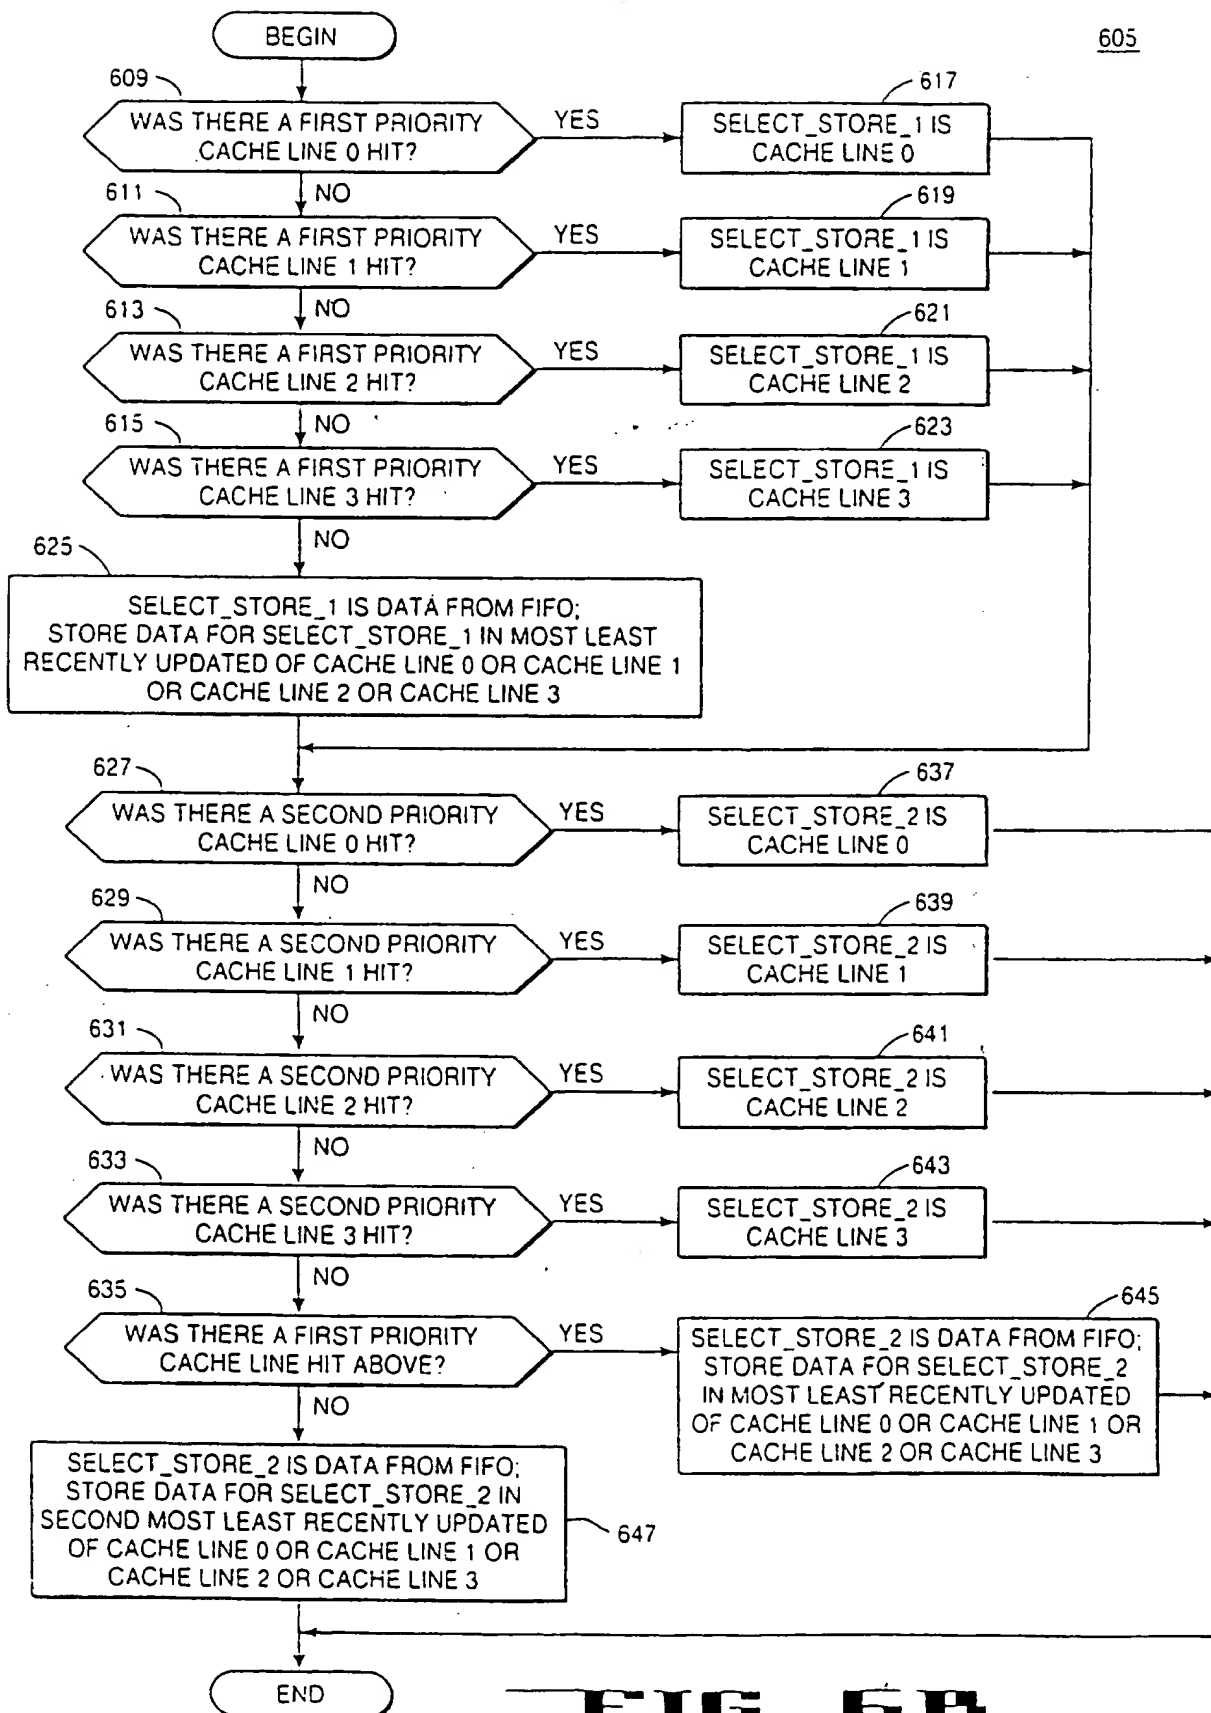 BEGIN
605
609
WAS THERE A FIRST PRIORITY
CACHE LINE 0 HIT?
YES
617
SELECT_STORE_1 IS
CACHE LINE 0
NO
611
WAS THERE A FIRST PRIORITY
CACHE LINE 1 HIT?
YES
619
SELECT_STORE_1 IS
CACHE LINE 1
NO
613
WAS THERE A FIRST PRIORITY
CACHE LINE 2 HIT?
YES
621
SELECT_STORE_1 IS
CACHE LINE 2
NO
615
WAS THERE A FIRST PRIORITY
CACHE LINE 3 HIT?
YES
623
SELECT_STORE_1 IS
CACHE LINE 3
NO
625
SELECT_STORE_1 IS DATA FROM FIFO;
STORE DATA FOR SELECT_STORE_1 IN MOST LEAST
RECENTLY UPDATED OF CACHE LINE 0 OR CACHE LINE 1
OR CACHE LINE 2 OR CACHE LINE 3
627
WAS THERE A SECOND PRIORITY
CACHE LINE 0 HIT?
YES
637
SELECT_STORE_2 IS
CACHE LINE 0
NO
629
WAS THERE A SECOND PRIORITY
CACHE LINE 1 HIT?
YES
639
SELECT_STORE_2 IS
CACHE LINE 1
NO
631
WAS THERE A SECOND PRIORITY
CACHE LINE 2 HIT?
YES
641
SELECT_STORE_2 IS
CACHE LINE 2
NO
633
WAS THERE A SECOND PRIORITY
CACHE LINE 3 HIT?
YES
643
SELECT_STORE_2 IS
CACHE LINE 3
NO
635
WAS THERE A FIRST PRIORITY
CACHE LINE HIT ABOVE?
YES
645
SELECT_STORE_2 IS DATA FROM FIFO;
STORE DATA FOR SELECT_STORE_2
IN MOST LEAST RECENTLY UPDATED
OF CACHE LINE 0 OR CACHE LINE 1 OR
CACHE LINE 2 OR CACHE LINE 3
NO
SELECT_STORE_2 IS DATA FROM FIFO;
STORE DATA FOR SELECT_STORE_2 IN
SECOND MOST LEAST RECENTLY UPDATED
OF CACHE LINE 0 OR CACHE LINE 1 OR
CACHE LINE 2 OR CACHE LINE 3
647
END
FIG 6B